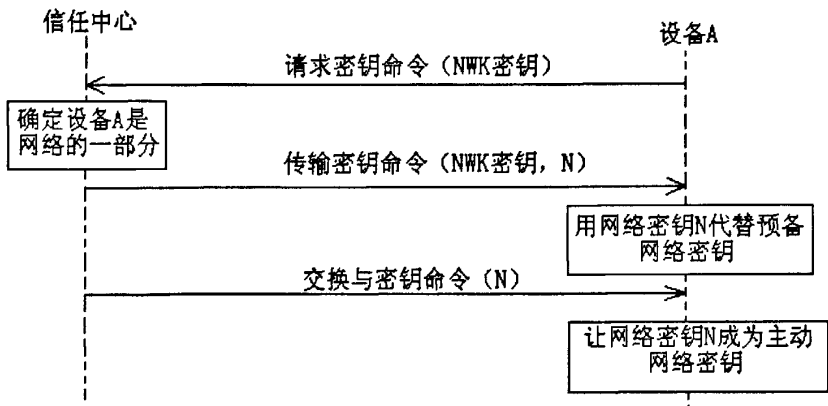 信任中心
设备A
请求密钥命令（NWK密钥）
确定设备A是
网络的一部分
传输密钥命令（NWK密钥，N）
用网络密钥N代替预备
网络密钥
交换与密钥命令（N）
让网络密钥N成为主动
网络密钥